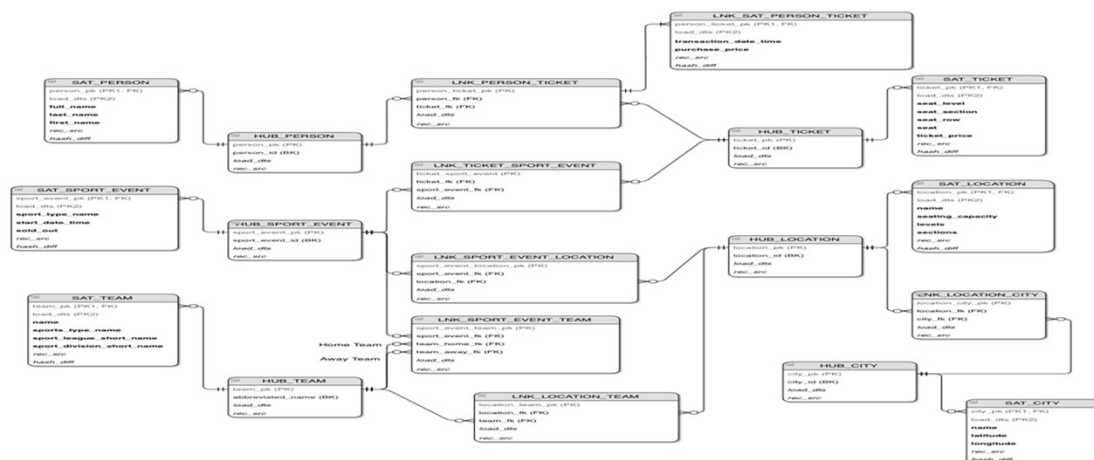 LNK_SAT_PERSON_TICKET
person_ticket_pk (PK1, FK)
load_dts (PK2)
transaction_date_time
purchase_price
rec_src
hash_diff
SAT_PERSON
person_pk (PK1, FK)
load_dts (PK2)
full_name
last_name
first_name
rec_src
hash_diff
LNK_PERSON_TICKET
person_ticket_pk (PK)
person_fk (FK)
ticket_fk (FK)
load_dts
rec_src
SAT_TICKET
ticket_pk (PK1, FK)
load_dts (PK2)
seat_level
seat_section
seat_row
seat
ticket_price
rec_src
hash_diff
HUB_PERSON
person_pk (PK)
person_id (BK)
load_dts
rec_src
HUB_TICKET
ticket_pk (PK)
ticket_id (BK)
load_dts
rec_src
LNK_TICKET_SPORT_EVENT
ticket_sport_event (PK)
ticket_fk (FK)
sport_event_fk (FK)
load_dts
rec_src
SAT_SPORT_EVENT
sport_event_pk (PK1, FK)
load_dts (PK2)
sport_type_name
start_date_time
sold_out
rec_src
hash_diff
HUB_SPORT_EVENT
sport_event_pk (PK)
sport_event_id (BK)
load_dts
rec_src
SAT_LOCATION
location_pk (PK1, FK)
load_dts (PK2)
name
seating_capacity
levels
sections
rec_src
hash_diff
HUB_LOCATION
location_pk (PK)
location_id (BK)
load_dts
rec_src
LNK_SPORT_EVENT_LOCATION
sport_event_location_pk (PK)
sport_event_fk (FK)
location_fk (FK)
load_dts
rec_src
SAT_TEAM
team_pk (PK1, FK)
load_dts (PK2)
name
sports_type_name
sport_league_short_name
sport_division_short_name
rec_src
hash_diff
LNK_LOCATION_CITY
location_city_pk (PK)
location_fk (FK)
city_fk (FK)
load_dts
rec_src
LNK_SPORT_EVENT_TEAM
sport_event_team_pk (PK)
sport_event_fk (FK)
team_home_fk (FK)
team_away_fk (FK)
load_dts
rec_src
Home Team
Away Team
HUB_TEAM
team_pk (PK)
abbreviated_name (BK)
load_dts
rec_src
HUB_CITY
city_pk (PK)
city_id (BK)
load_dts
rec_src
LNK_LOCATION_TEAM
location_team_pk (PK)
location_fk (FK)
team_fk (FK)
load_dts
rec_src
SAT_CITY
city_pk (PK1, FK)
load_dts (PK2)
name
latitude
longitude
rec_src
hash_diff